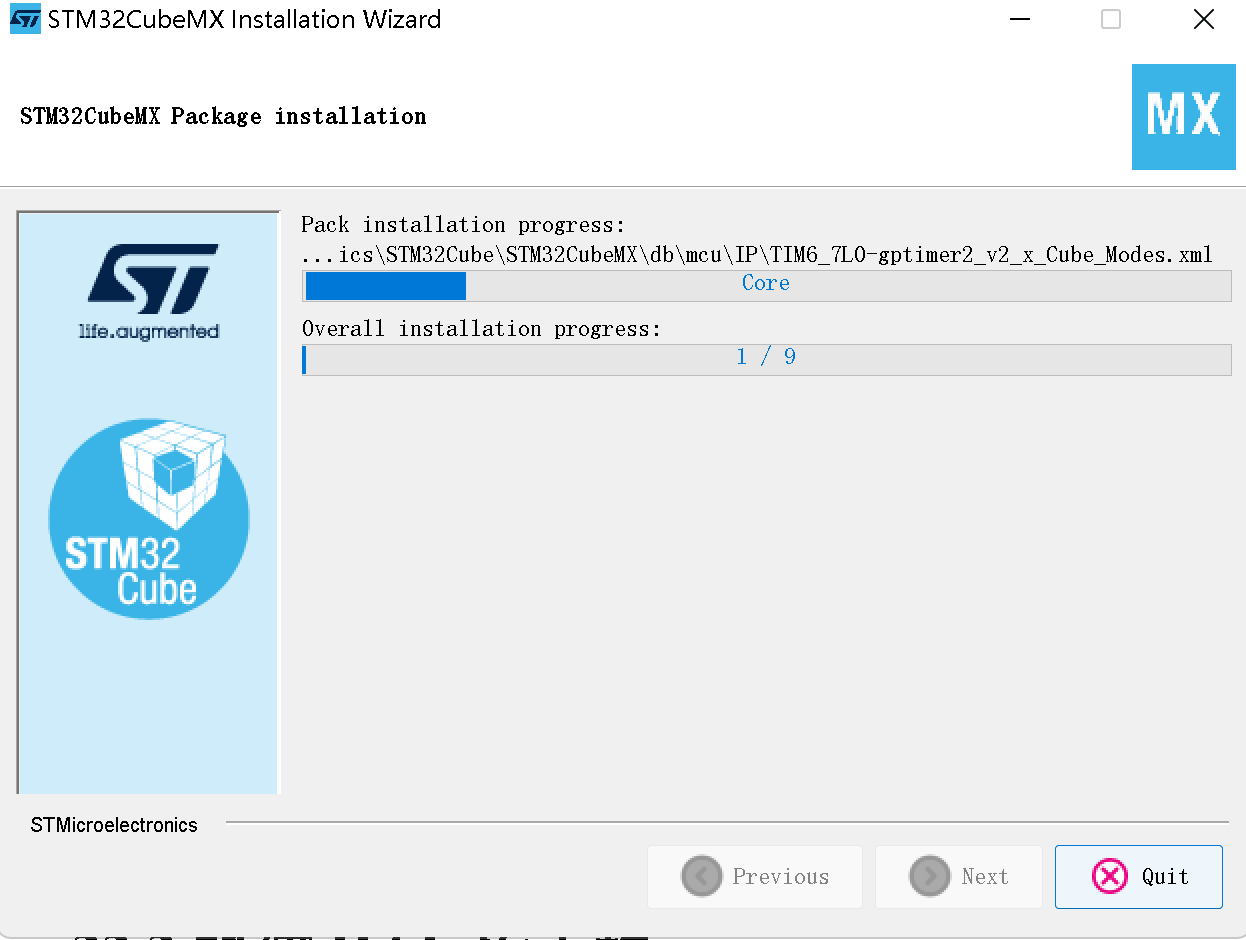 STM32CubeMX Installation Wizard
STM32CubeMX Package installation
MX
Pack installation progress:
...ics\STM32Cube\STM32CubeMX\db\mcu\IP\TIM6_7L0-gptimer2_v2_x_Cube_Modes.xml
Core
Overall installation progress:
1 / 9
ST
life.augmented
STM32
Cube
STMicroelectronics
Previous
Next
Quit